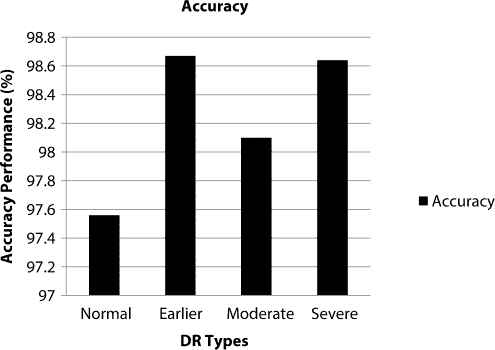 Accuracy
98.8
98.6
98.4
98.2
98
97.8
97.6
97.4
97.2
97
Accuracy Performance (%)
Normal Earlier Moderate Severe
DR Types
Accuracy